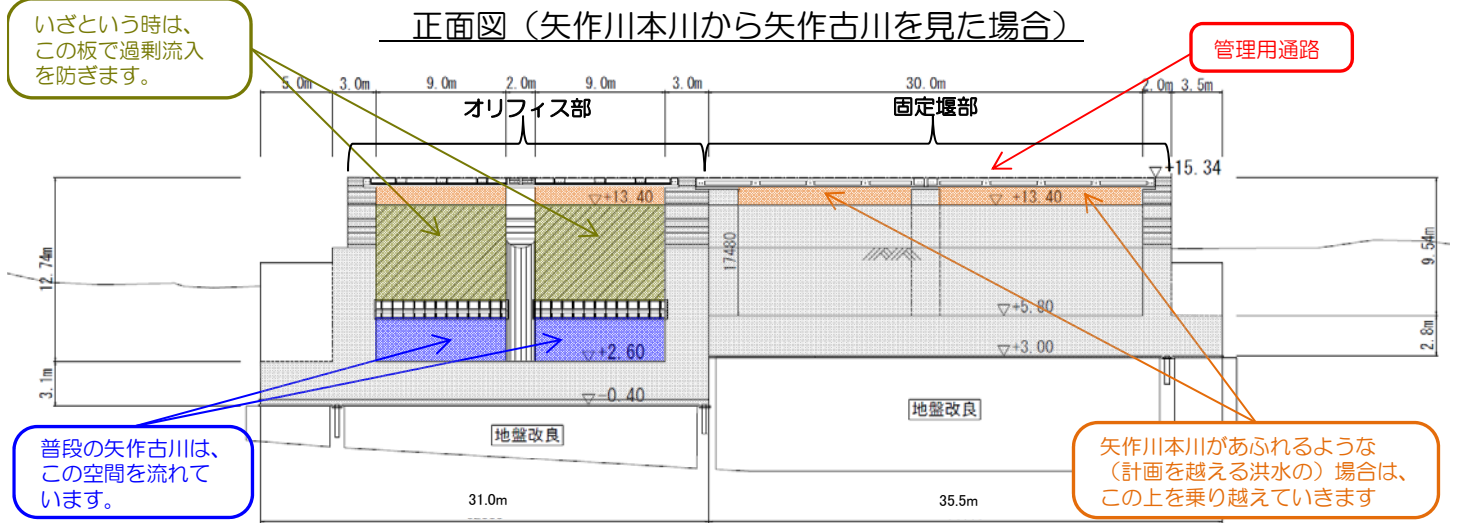 正面図（矢作川本川から矢作古川を見た場合）
いざという時は、
この板で過剰流入
を防ぎます。
管理用通路
5.0m 3.0m 9.0m 2.0m 9.0m 3.0m 30.0m 2.0m 3.5m
オリフィス部
固定堰部
+15.34
+13.40
+13.40
12.74m
17480
9.54m
+5.80
2.8m
+2.60
+3.00
3.1m
-0.40
地盤改良
地盤改良
普段の矢作古川は、
この空間を流れて
います。
矢作川本川があふれるような
（計画を越える洪水の）場合は、
この上を乗り越えていきます
31.0m
35.5m